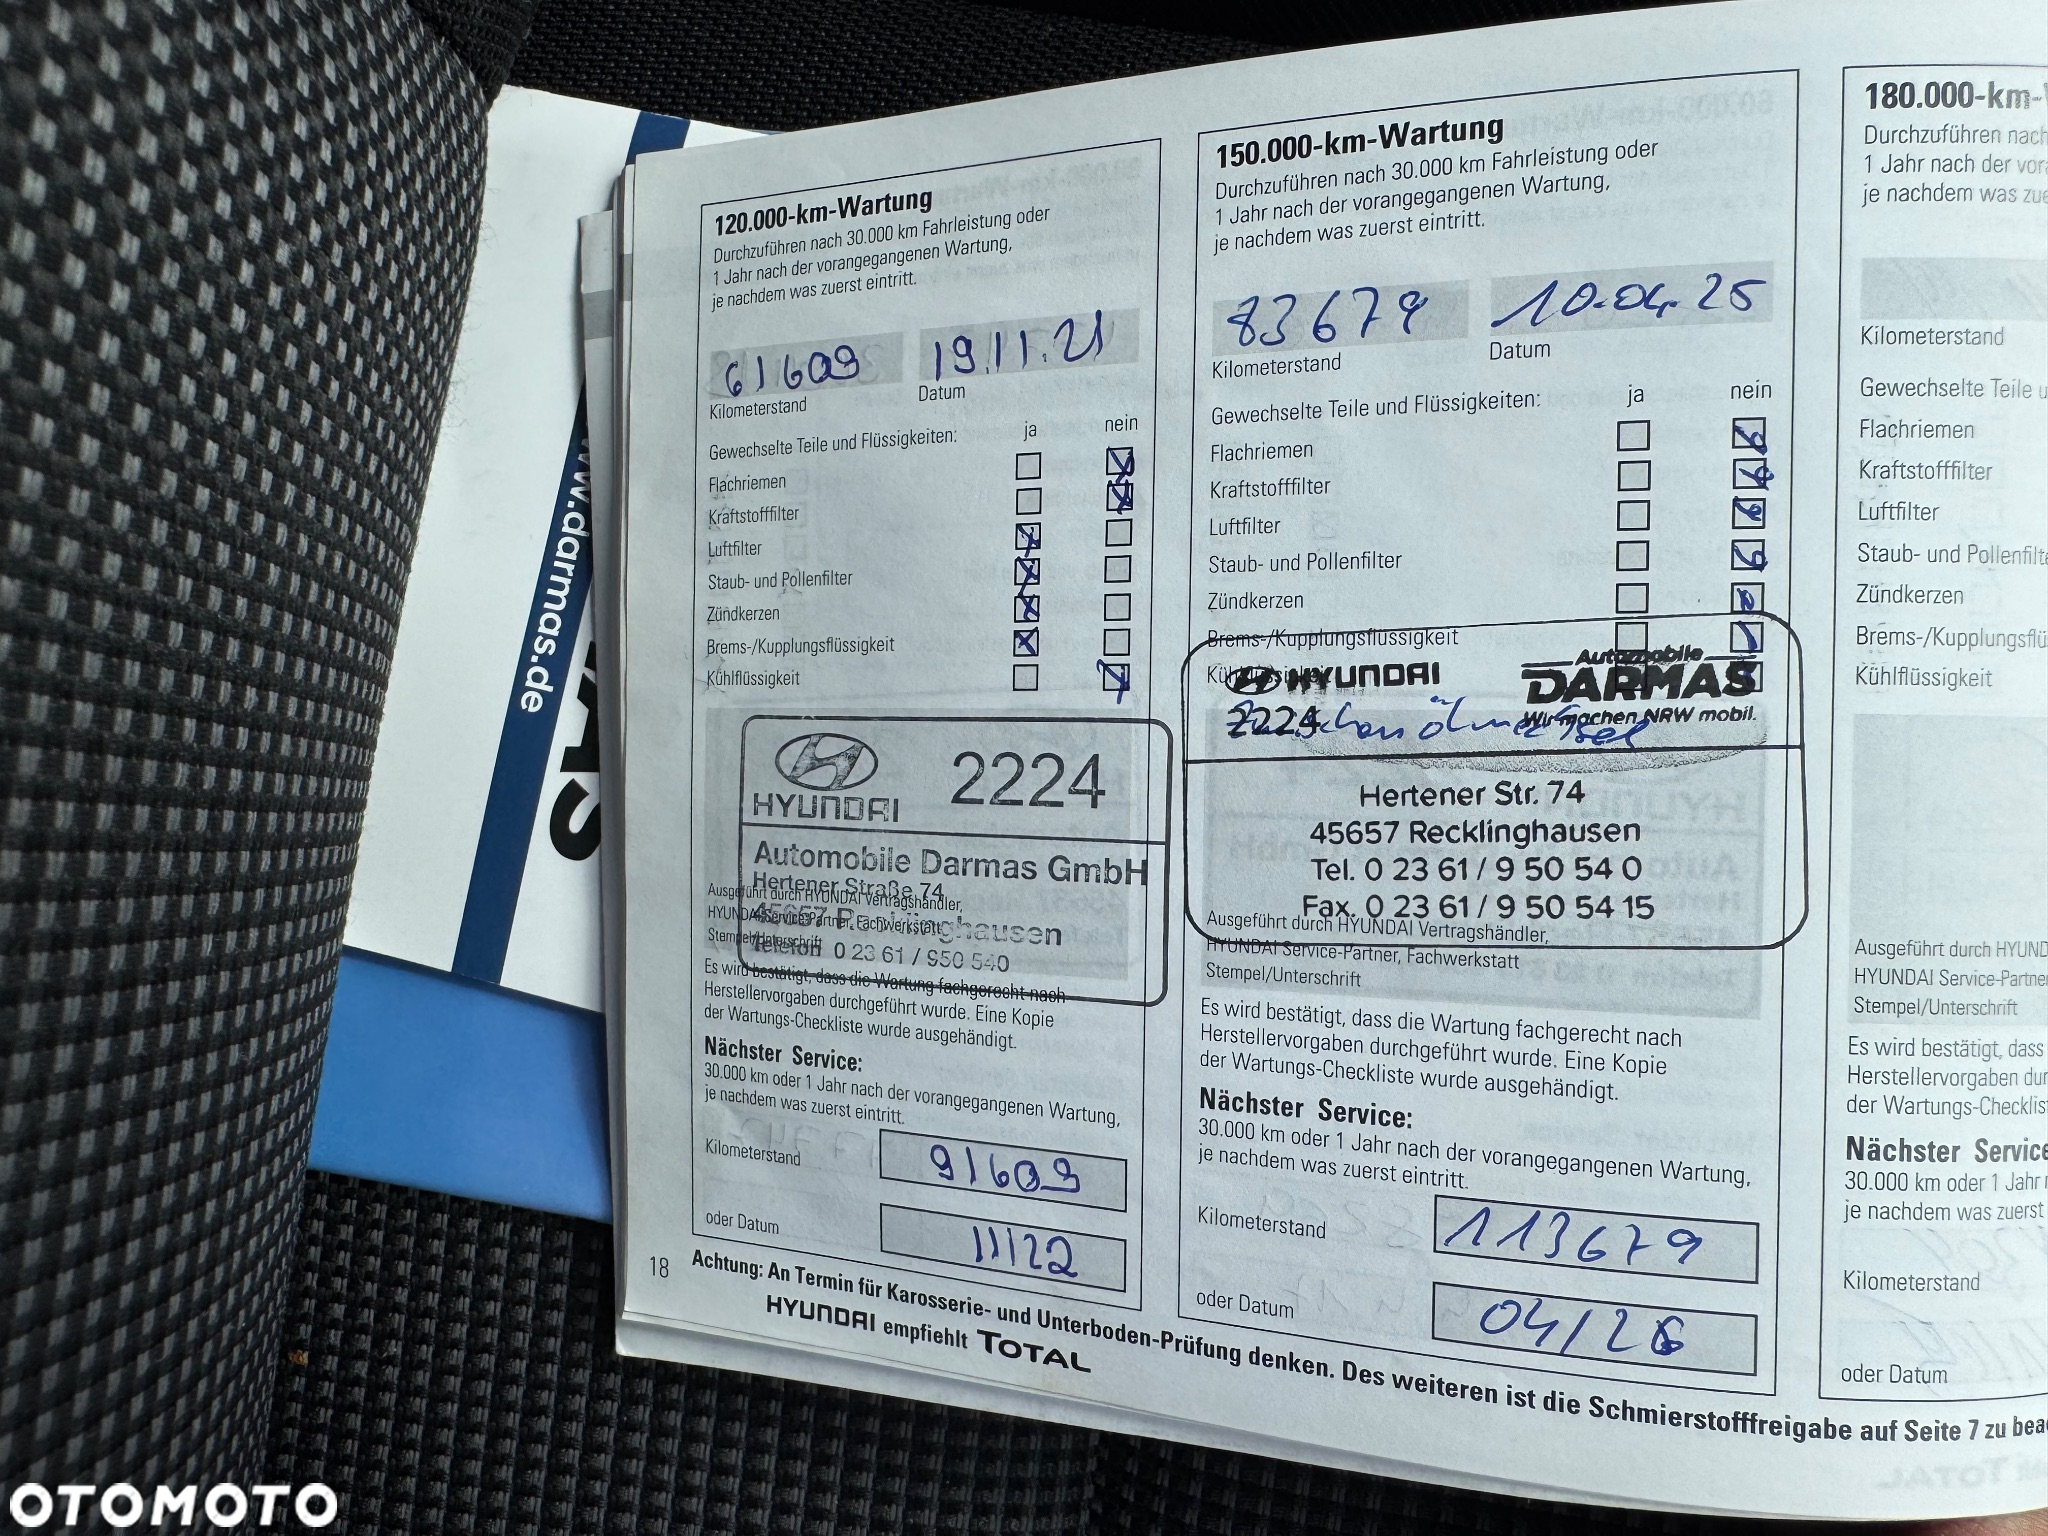 www.darmas.de
120.000-km-Wartung
Durchzuführen nach 30.000 km Fahrleistung oder
1 Jahr nach der vorangegangenen Wartung,
je nachdem was zuerst eintritt.
61609 19.11.21
Kilometerstand Datum
Gewechselte Teile und Flüssigkeiten: ja nein
Flachriemen
Kraftstofffilter
Luftfilter
Staub- und Pollenfilter
Zündkerzen
Brems-/Kupplungsflüssigkeit
Kühlflüssigkeit
HYUNDAI 2224
Automobile Darmas GmbH
Hertener Straße 74
45657 Recklinghausen
Telefon 0 23 61 / 950 540
Ausgeführt durch HYUNDAI Vertragshändler,
HYUNDAI Service-Partner, Fachwerkstatt
Stempel/Unterschrift
Es wird bestätigt, dass die Wartung fachgerecht nach
Herstellervorgaben durchgeführt wurde. Eine Kopie
der Wartungs-Checkliste wurde ausgehändigt.
Nächster Service:
30.000 km oder 1 Jahr nach der vorangegangenen Wartung,
je nachdem was zuerst eintritt.
Kilometerstand 91609
oder Datum 11/22
18
150.000-km-Wartung
Durchzuführen nach 30.000 km Fahrleistung oder
1 Jahr nach der vorangegangenen Wartung,
je nachdem was zuerst eintritt.
83679 10.04.25
Kilometerstand Datum
Gewechselte Teile und Flüssigkeiten: ja nein
Flachriemen
Kraftstofffilter
Luftfilter
Staub- und Pollenfilter
Zündkerzen
Brems-/Kupplungsflüssigkeit
Kühlflüssigkeit
HYUNDAI Automobile
DARMAS
2224 Wir machen NRW mobil.
Hertener Str. 74
45657 Recklinghausen
Tel. 0 23 61 / 9 50 54 0
Fax. 0 23 61 / 9 50 54 15
Ausgeführt durch HYUNDAI Vertragshändler,
HYUNDAI Service-Partner, Fachwerkstatt
Stempel/Unterschrift
Es wird bestätigt, dass die Wartung fachgerecht nach
Herstellervorgaben durchgeführt wurde. Eine Kopie
der Wartungs-Checkliste wurde ausgehändigt.
Nächster Service:
30.000 km oder 1 Jahr nach der vorangegangenen Wartung,
je nachdem was zuerst eintritt.
Kilometerstand 113679
oder Datum 04/26
180.000-km-
Durchzuführen nach
1 Jahr nach der vor
je nachdem was zue
Kilometerstand
Gewechselte Teile u
Flachriemen
Kraftstofffilter
Luftfilter
Staub- und Pollenfilte
Zündkerzen
Brems-/Kupplungsflü
Kühlflüssigkeit
Ausgeführt durch HYUND
HYUNDAI Service-Partner
Stempel/Unterschrift
Es wird bestätigt, dass
Herstellervorgaben dur
der Wartungs-Checklis
Nächster Service
30.000 km oder 1 Jahr
je nachdem was zuerst
Kilometerstand
oder Datum
Achtung: An Termin für Karosserie- und Unterboden-Prüfung denken. Des weiteren ist die Schmierstofffreigabe auf Seite 7 zu bea
HYUNDAI empfiehlt TOTAL
OTOMOTO